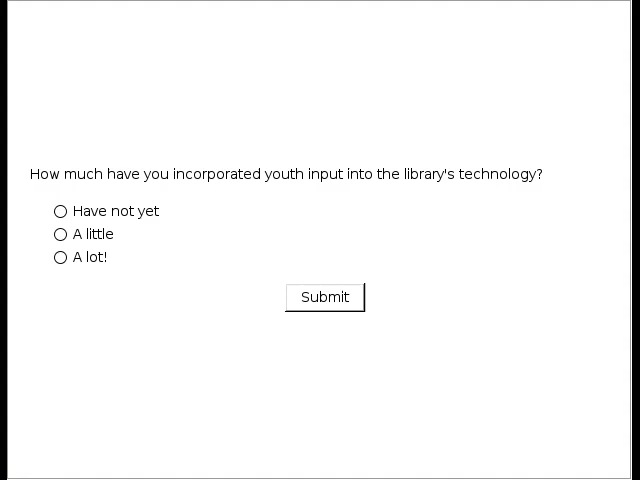 How much have you incorporated youth input into the library's technology?
Have not yet
A little
A lot!
Submit